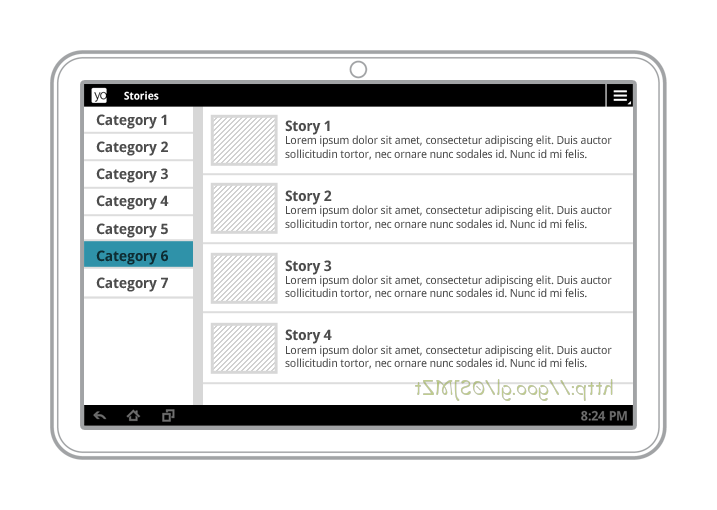 yo Stories
Category 1
Category 2
Category 3
Category 4
Category 5
Category 6
Category 7
Story 1
Lorem ipsum dolor sit amet, consectetur adipiscing elit. Duis auctor
sollicitudin tortor, nec ornare nunc sodales id. Nunc id mi felis.
Story 2
Lorem ipsum dolor sit amet, consectetur adipiscing elit. Duis auctor
sollicitudin tortor, nec ornare nunc sodales id. Nunc id mi felis.
Story 3
Lorem ipsum dolor sit amet, consectetur adipiscing elit. Duis auctor
sollicitudin tortor, nec ornare nunc sodales id. Nunc id mi felis.
Story 4
Lorem ipsum dolor sit amet, consectetur adipiscing elit. Duis auctor
sollicitudin tortor, nec ornare nunc sodales id. Nunc id mi felis.
8:24 PM